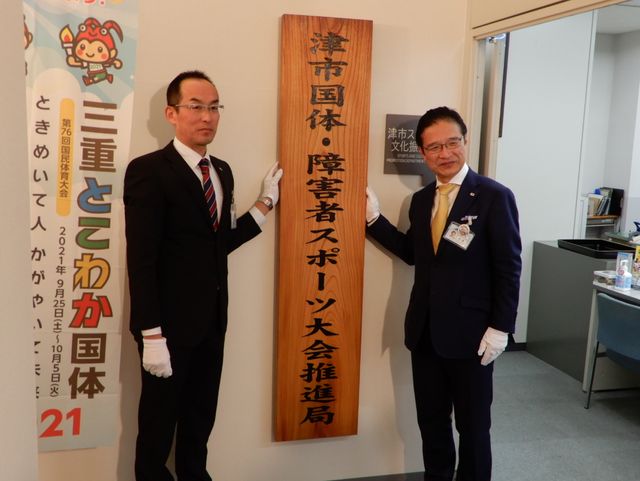 三重とこわか国体
第76回国民体育大会
2021年 9月25日(土)~10月5日(火)
ときめいて人 かがやいて
21
津市国体・障害者スポーツ大会推進局
津市ス
文化振